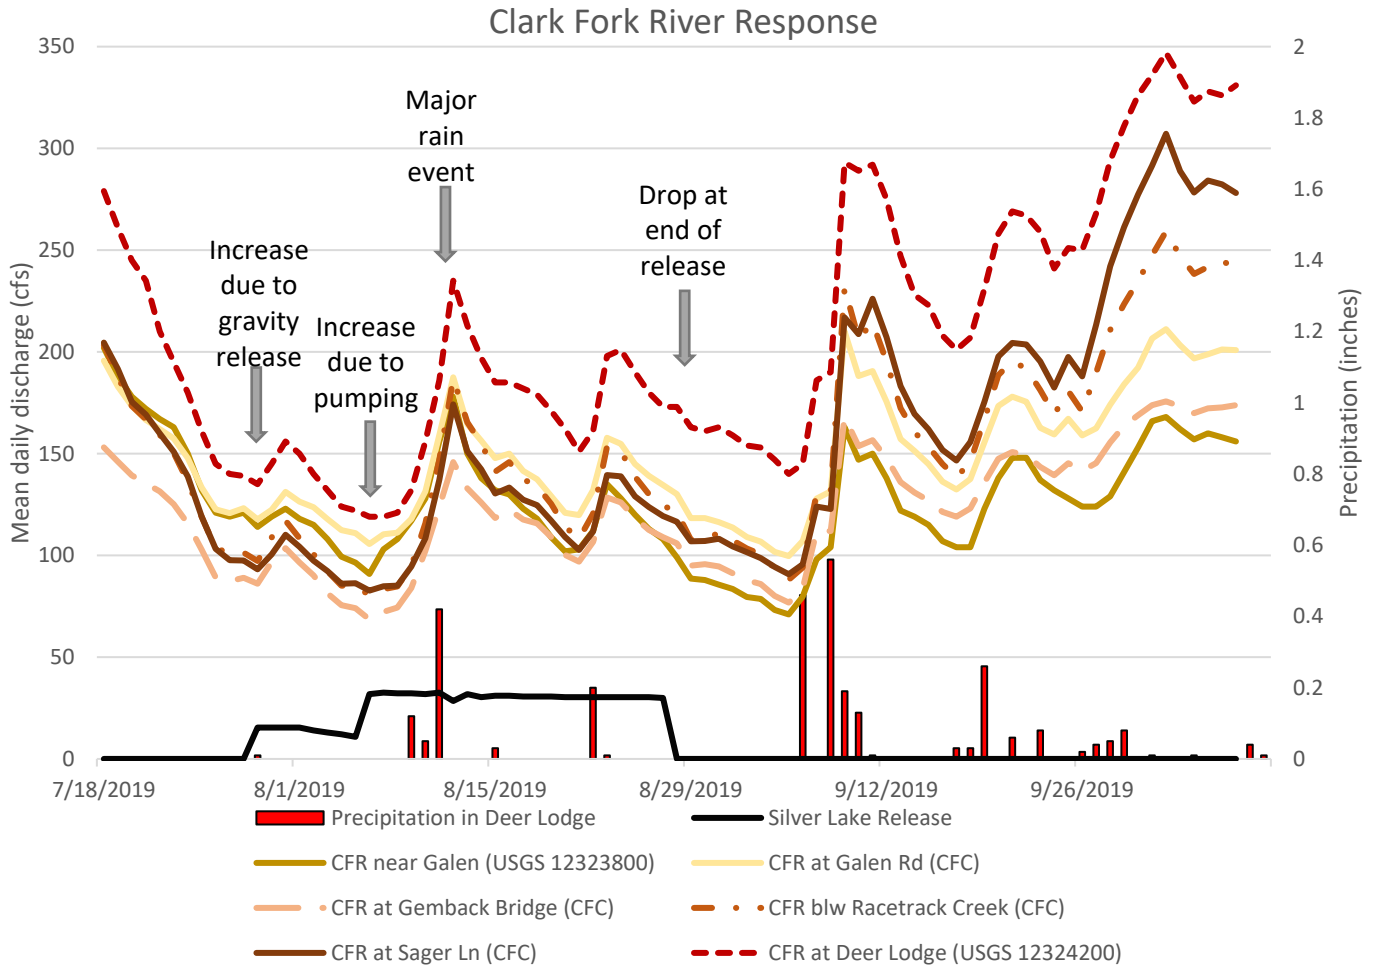 Clark Fork River Response
350
300
250
200
150
100
50
0
Mean daily discharge (cfs)
2
1.8
1.6
1.4
1.2
1
0.8
0.6
0.4
0.2
0
Precipitation (inches)
Increase
due to
gravity
release
Increase
due to
pumping
Major
rain
event
Drop at
end of
release
7/18/2019
8/1/2019
8/15/2019
8/29/2019
9/12/2019
9/26/2019
Precipitation in Deer Lodge
Silver Lake Release
CFR near Galen (USGS 12323800)
CFR at Galen Rd (CFC)
CFR at Gemback Bridge (CFC)
CFR blw Racetrack Creek (CFC)
CFR at Sager Ln (CFC)
CFR at Deer Lodge (USGS 12324200)